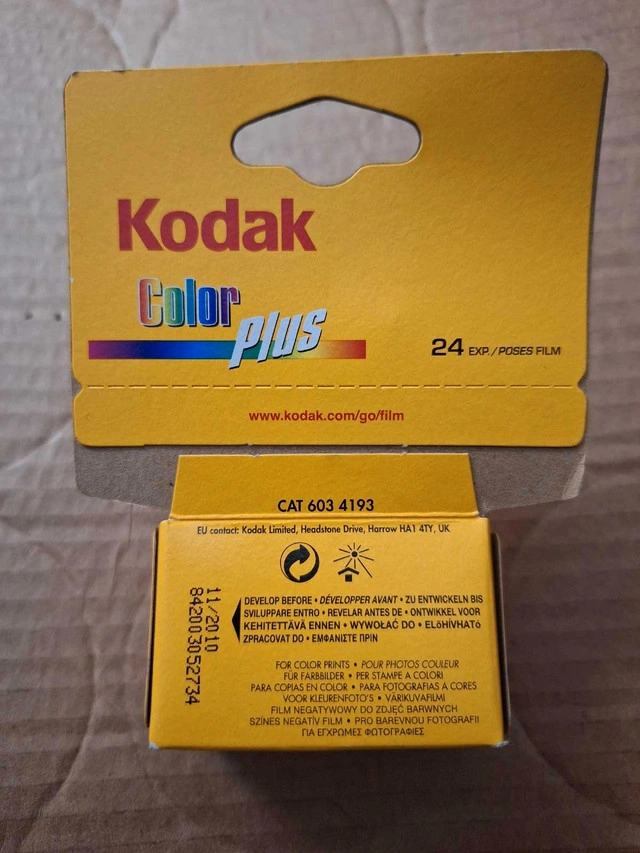 Kodak
Color
plus
24 EXP./POSES FILM
www.kodak.com/go/film
CAT 603 4193
EU contact: Kodak Limited, Headstone Drive, Harrow HA1 4TY, UK
11/2010
84200 3052734
DEVELOP BEFORE • DÉVELOPPER AVANT • ZU ENTWICKELN BIS
SVILUPPARE ENTRO • REVELAR ANTES DE • ONTWIKKEL VOOR
KEHITETTÄVÄ ENNEN • WYWOŁAĆ DO • ELőHÍVHATó
ZPRACOVAT DO • ΕΜΦΑΝΙΣΤΕ ΠΡΙΝ
FOR COLOR PRINTS • POUR PHOTOS COULEUR
FÜR FARBBILDER • PER STAMPE A COLORI
PARA COPIAS EN COLOR • PARA FOTOGRAFIAS A CORES
VOOR KLEURENFOTO'S • VÄRIKUVAFILMI
FILM NEGATYWOWY DO ZDJĘĆ BARWNYCH
SZÍNES NEGATÍV FILM • PRO BAREVNOU FOTOGRAFII
ΓΙΑ ΕΓΧΡΩΜΕΣ ΦΩΤΟΓΡΑΦΙΕΣ